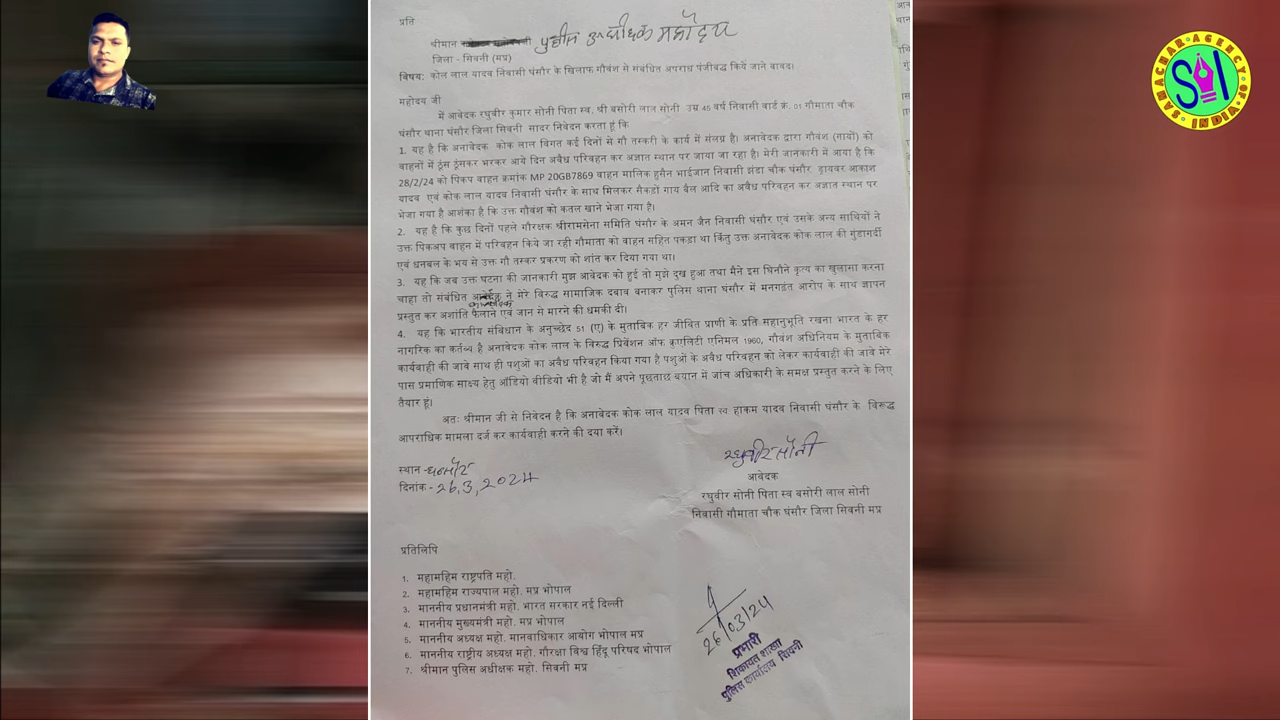 प्रति
श्रीमान पुलिस अधीक्षक महोदय
जिला - सिवनी (मप्र)
विषय: कोल लाल यादव निवासी घंसौर के खिलाफ गौवंश से संबधित अपराध पंजीबद्ध किये जाने वावद।
महोदय जी
में आवेदक रघुवीर कुमार सोनी पिता स्व. श्री बसोरी लाल सोनी उम्र 45 वर्ष निवासी वार्ड क्र. 01 गौमाता चौक
घंसौर थाना घंसौर जिला सिवनी सादर निवेदन करता हूं कि
1. यह है कि अनावेदक कोक लाल विगत कई दिनों से गौ तस्करी के कार्य में संलग्र है। अनावेदक द्वारा गौवंश (गायों) को
वाहनों में ठूंस ठूंसकर भरकर आये दिन अवैध परिवहन कर अज्ञात स्थान पर जाया जा रहा है। मेरी जानकारी में आया है कि
28/2/24 को पिकप वाहन क्रमांक MP 20GB7869 वाहन मालिक हुसैन भाईजान निवासी झंडा चौक घंसौर ड्रायवर आकाश
यादव एवं कोक लाल यादव निवासी घंसौर के साथ मिलकर सैकडों गाय बैल आदि का अवैध परिवहन कर अज्ञात स्थान पर
भेजा गया है आशंका है कि उक्त गौवंश को कतल खाने भेजा गया है।
2. यह है कि कुछ दिनों पहले गौरक्षक श्रीरामसेना समिति घंसौर के अमन जैन निवासी घंसौर एवं उसके अन्य साथियों ने
उक्त पिकअप वाहन में परिवहन किये जा रही गौमाता को वाहन सहित पकड़ा था किंतु उक्त अनावेदक कोक लाल की गुंडागर्दी
एवं धनबल के भय से उक्त गौ तस्कर प्रकरण को शांत कर दिया गया था।
3. यह कि जब उक्त घटना की जानकारी मुझ आवेदक को हुई तो मुझे दुख हुआ तथा मैने इस घिनौने कृत्य का खुलासा करना
चाहा तो संबंधित अनावेदक ने मेरे विरुद्ध सामाजिक दवाव बनाकर पुलिस थाना घंसौर में मनगढंत आरोप के साथ ज्ञापन
प्रस्तुत कर अशांति फैलाने एवं जान से मारने की धमकी दी।
4. यह कि भारतीय संविधान के अनुच्छेद 51 (ए) के मुताबिक हर जीवित प्राणी के प्रति सहानुभूति रखना भारत के हर
नागरिक का कर्तव्य है अनावेदक कोक लाल के विरुद्ध प्रिवेंशन ऑफ क्रुएलिटी एनिमल 1960, गौवंश अधिनियम के मुताबिक
कार्यवाही की जावे साथ ही पशुओं का अवैध परिवहन किया गया है पशुओं के अवैध परिवहन को लेकर कार्यवाही की जावे मेरे
पास प्रमाणिक साक्ष्य हेतु ऑडियो वीडियो भी है जो मैं अपने पूछताछ बयान में जांच अधिकारी के समक्ष प्रस्तुत करने के लिए
तैयार हूं।
अतः श्रीमान जी से निवेदन है कि अनावेदक कोक लाल यादव पिता स्व हाकम यादव निवासी घंसौर के विरूद्ध
आपराधिक मामला दर्ज कर कार्यवाही करने की दया करें।
रघुवीर सोनी
स्थान - घन्सौर
आवेदक
दिनांक - 26,3,2024
रघुवीर सोनी पिता स्व बसोरी लाल सोनी
निवासी गौमाता चौक घंसौर जिला सिवनी मप्र
प्रतिलिपि
1. महामहिम राष्ट्रपति महो.
2. महामहिम राज्यपाल महो. मप्र भोपाल
3. माननीय प्रधानमंत्री महो. भारत सरकार नई दिल्ली
4. माननीय मुख्यमंत्री महो. मप्र भोपाल
5. माननीय अध्यक्ष महो. मानवाधिकार आयोग भोपाल मप्र
6. माननीय राष्ट्रीय अध्यक्ष महो. गौरक्षा विश्व हिंदू परिषद भोपाल
7. श्रीमान पुलिस अधीक्षक महो. सिवनी मप्र
26/03/24
प्रभारी
शिकायत शाखा
पुलिस कार्यालय सिवनी
SAMACHAR AGENCY OF INDIA